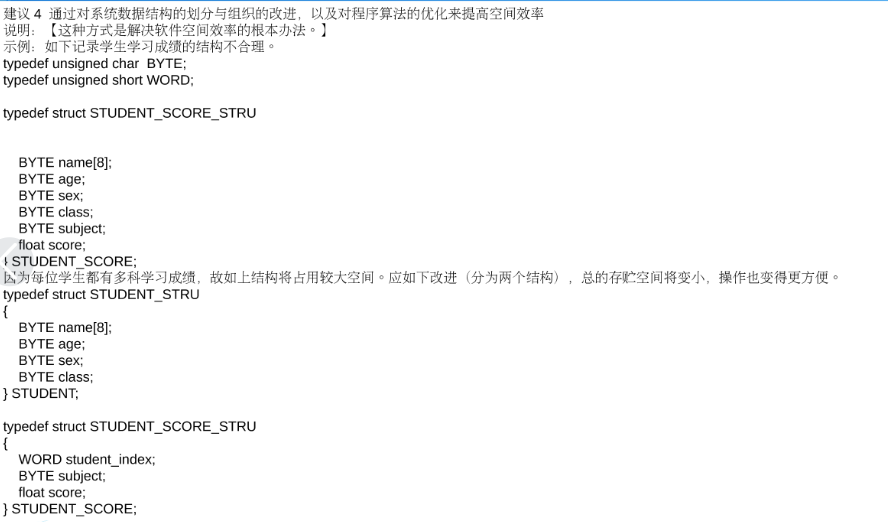 建议 4  通过对系统数据结构的划分与组织的改进，以及对程序算法的优化来提高空间效率
说明：【这种方式是解决软件空间效率的根本办法。】
示例：如下记录学生学习成绩的结构不合理。
typedef unsigned char  BYTE;
typedef unsigned short WORD;
typedef struct STUDENT_SCORE_STRU
BYTE name[8];
BYTE age;
BYTE sex;
BYTE class;
BYTE subject;
float score;
} STUDENT_SCORE;
因为每位学生都有多科学习成绩，故如上结构将占用较大空间。应如下改进（分为两个结构），总的存贮空间将变小，操作也变得更方便。
typedef struct STUDENT_STRU
{
BYTE name[8];
BYTE age;
BYTE sex;
BYTE class;
} STUDENT;
typedef struct STUDENT_SCORE_STRU
{
WORD student_index;
BYTE subject;
float score;
} STUDENT_SCORE;